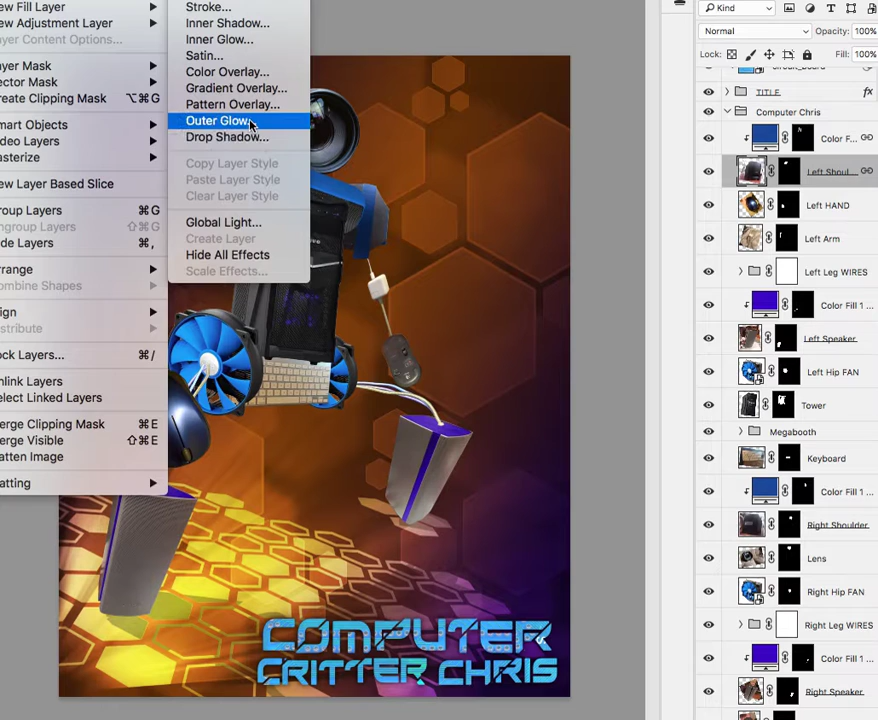 ew Fill Layer
ew Adjustment Layer
ayer Content Options...
ayer Mask
ector Mask
reate Clipping Mask ⌥⌘G
mart Objects
ideo Layers
asterize
ew Layer Based Slice
roup Layers ⌘G
ngroup Layers ⇧⌘G
ide Layers ⌘,
rrange
ombine Shapes
ign
istribute
ock Layers... ⌘/
nlink Layers
elect Linked Layers
erge Clipping Mask ⌘E
erge Visible ⇧⌘E
atten Image
atting
Stroke...
Inner Shadow...
Inner Glow...
Satin...
Color Overlay...
Gradient Overlay...
Pattern Overlay...
Outer Glow...
Drop Shadow...
Copy Layer Style
Paste Layer Style
Clear Layer Style
Global Light...
Create Layer
Hide All Effects
Scale Effects...
COMPUTER
CRITTER CHRIS
Kind
Normal Opacity: 100%
Lock: Fill: 100%
TITLE fx
Computer Chris
Color F...
Left Shoul...
Left HAND
Left Arm
Left Leg WIRES
Color Fill 1
Left Speaker
Left Hip FAN
Tower
Megabooth
Keyboard
Color Fill 1 ...
Right Shoulder
Lens
Right Hip FAN
Right Leg WIRES
Color Fill 1 ...
Right Speaker